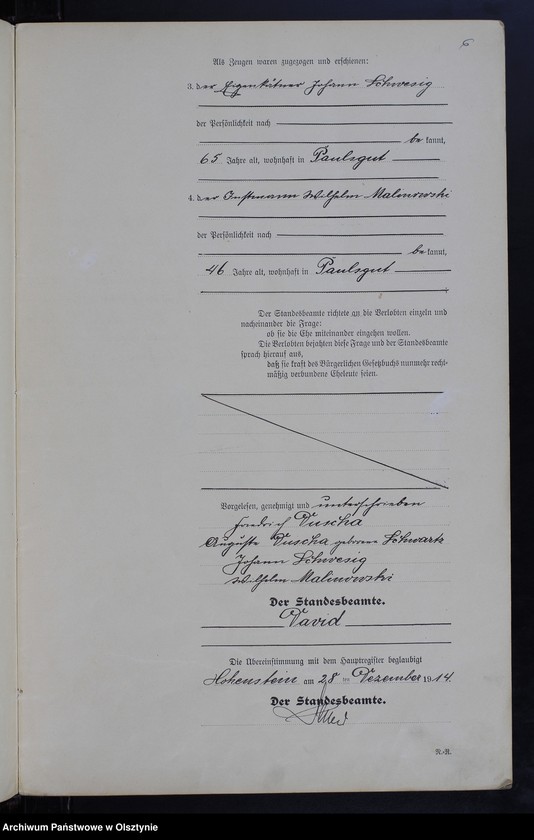 6
Als Zeugen waren zugezogen und erschienen:
3. der Eigenkätner Johann Schwesig
der Persönlichkeit nach
be kannt,
65 Jahre alt, wohnhaft in Paulsgut
4. der Instmann Wilhelm Malinowski
der Persönlichkeit nach
be kannt,
46 Jahre alt, wohnhaft in Paulsgut
Der Standesbeamte richtete an die Verlobten einzeln und
nacheinander die Frage:
ob sie die Ehe miteinander eingehen wollen.
Die Verlobten bejahten diese Frage und der Standesbeamte
sprach hierauf aus,
daß sie kraft des Bürgerlichen Gesetzbuchs nunmehr recht-
mäßig verbundene Eheleute seien.
Vorgelesen, genehmigt und unterschrieben
Friedrich Duscha
Auguste Duscha geborene Schwark
Johann Schwesig
Wilhelm Malinowski
Der Standesbeamte.
David
Die Übereinstimmung mit dem Hauptregister beglaubigt
Hohenstein am 28 ten Dezember 1914.
Der Standesbeamte.
N.-R.
Archiwum Państwowe w Olsztynie